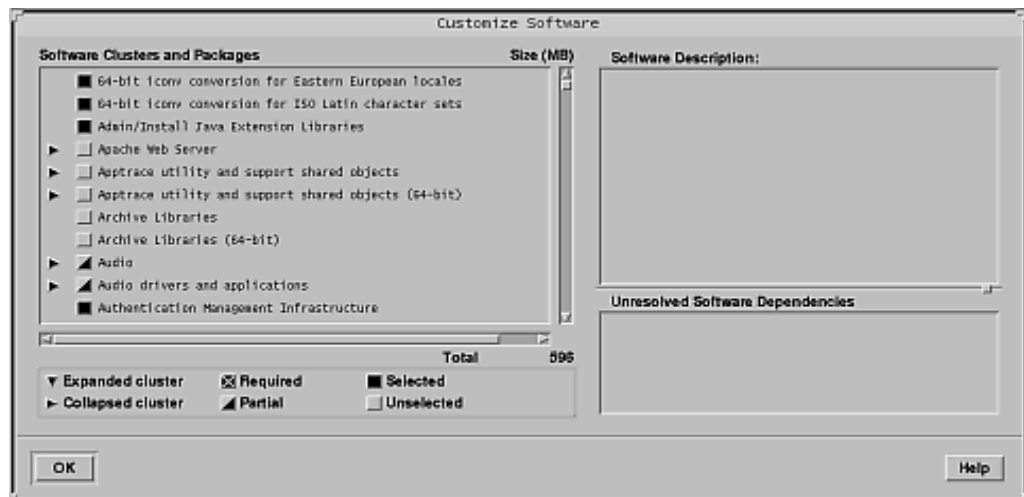 Customize Software
Software Clusters and Packages Size (MB)
64-bit iconv conversion for Eastern European locales
64-bit iconv conversion for ISO Latin character sets
Admin/Install Java Extension Libraries
Apache Web Server
Apptrace utility and support shared objects
Apptrace utility and support shared objects (64-bit)
Archive Libraries
Archive Libraries (64-bit)
Audio
Audio drivers and applications
Authentication Management Infrastructure
Total 596
Expanded cluster Required Selected
Collapsed cluster Partial Unselected
Software Description:
Unresolved Software Dependencies
OK
Help